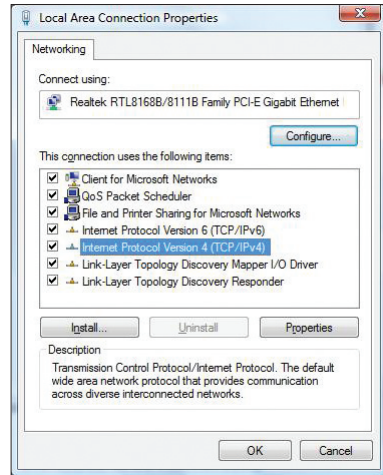 Local Area Connection Properties
Networking
Connect using:
Realtek RTL8168B/8111B Family PCI-E Gigabit Ethernet
Configure...
This connection uses the following items:
Client for Microsoft Networks
QoS Packet Scheduler
File and Printer Sharing for Microsoft Networks
Internet Protocol Version 6 (TCP/IPv6)
Internet Protocol Version 4 (TCP/IPv4)
Link-Layer Topology Discovery Mapper I/O Driver
Link-Layer Topology Discovery Responder
Install...
Uninstall
Properties
Description
Transmission Control Protocol/Internet Protocol. The default
wide area network protocol that provides communication
across diverse interconnected networks.
OK
Cancel